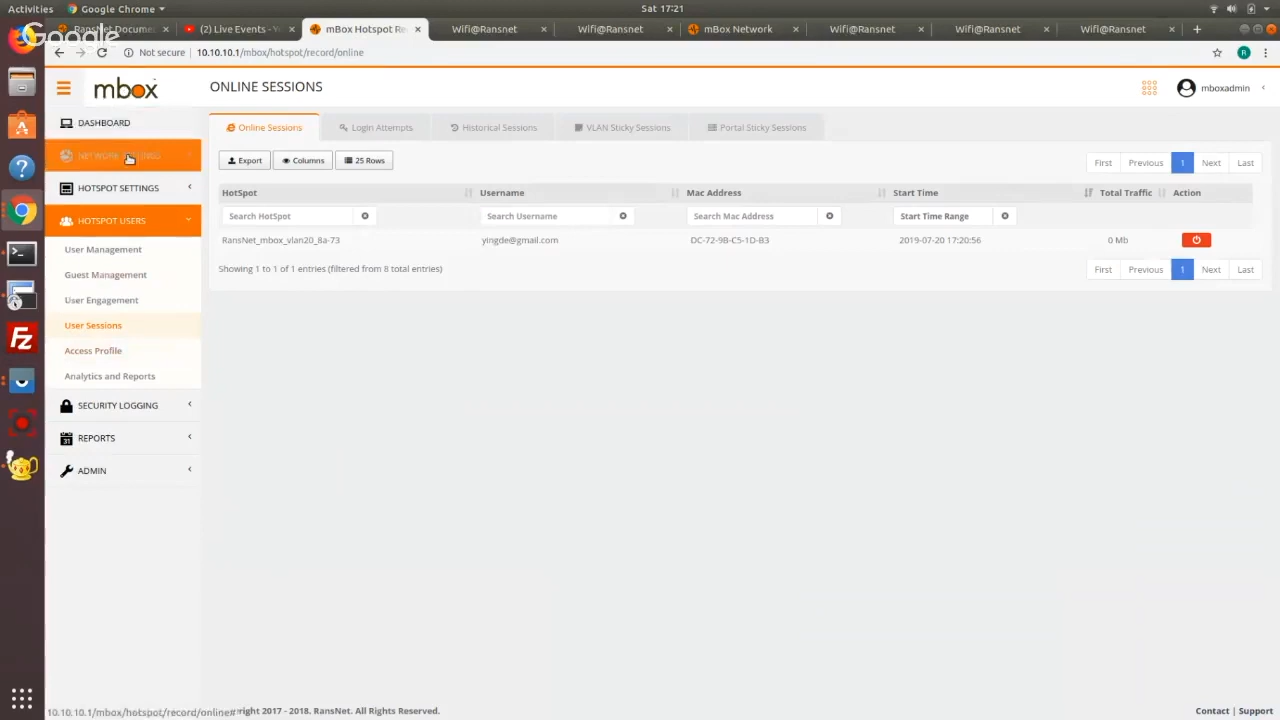 Activities Google Chrome Sat 17:21
RansNet Docume (2) Live Events - Yo mBox Hotspot Re Wifi@Ransnet Wifi@Ransnet mBox Network Wifi@Ransnet Wifi@Ransnet Wifi@Ransnet
Google
Not secure 10.10.10.1/mbox/hotspot/record/online R
mbox ONLINE SESSIONS mboxadmin
DASHBOARD
NETWORK SETTINGS
HOTSPOT SETTINGS
HOTSPOT USERS
User Management
Guest Management
User Engagement
User Sessions
Access Profile
Analytics and Reports
SECURITY LOGGING
REPORTS
ADMIN
Online Sessions Login Attempts Historical Sessions VLAN Sticky Sessions Portal Sticky Sessions
Export Columns 25 Rows First Previous 1 Next Last
HotSpot Username Mac Address Start Time Total Traffic Action
Search HotSpot Search Username Search Mac Address Start Time Range
RansNet_mbox_vlan20_8a-73 yingde@gmail.com DC-72-9B-C5-1D-B3 2019-07-20 17:20:56 0 Mb
Showing 1 to 1 of 1 entries (filtered from 8 total entries) First Previous 1 Next Last
10.10.10.1/mbox/hotspot/record/online# right 2017 - 2018. RansNet. All Rights Reserved. Contact | Support